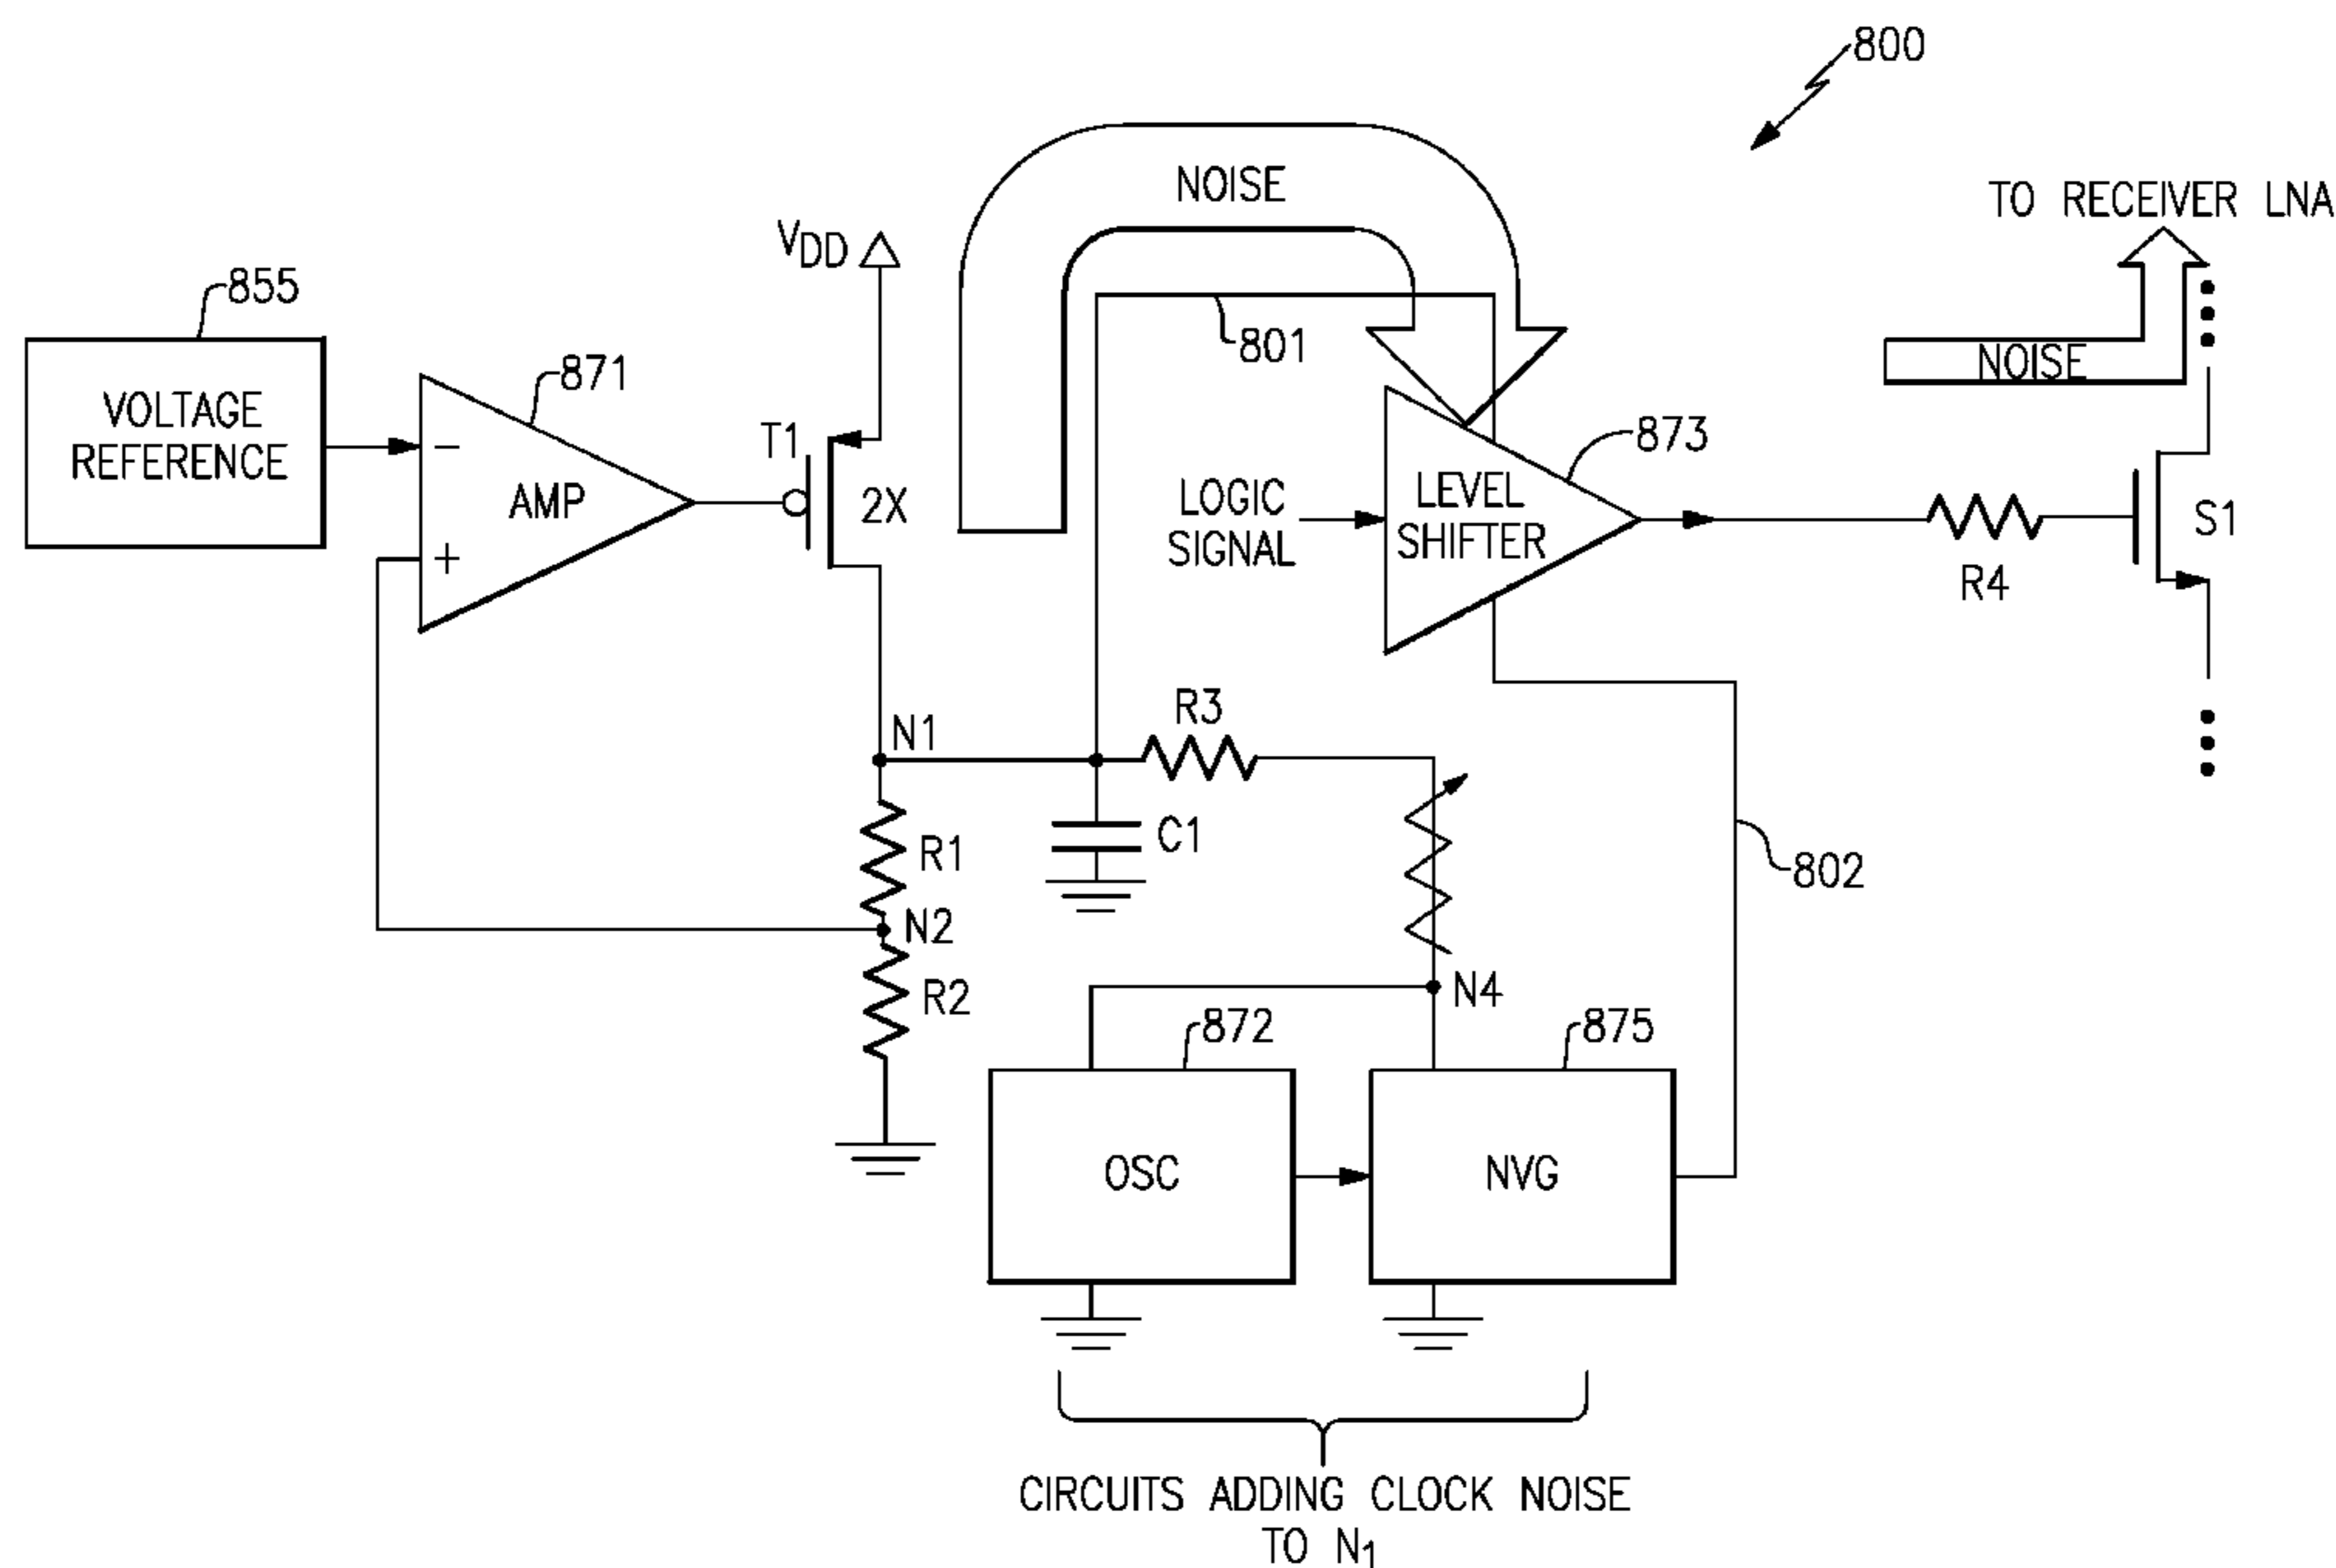 800
TO RECEIVER LNA
NOISE
VDD
855
801
NOISE
871
VOLTAGE
REFERENCE
−
AMP
+
T1
2X
873
LOGIC
SIGNAL
LEVEL
SHIFTER
R4
S1
R3
N1
C1
R1
802
N2
R2
N4
872
875
OSC
NVG
CIRCUITS ADDING CLOCK NOISE
TO N1